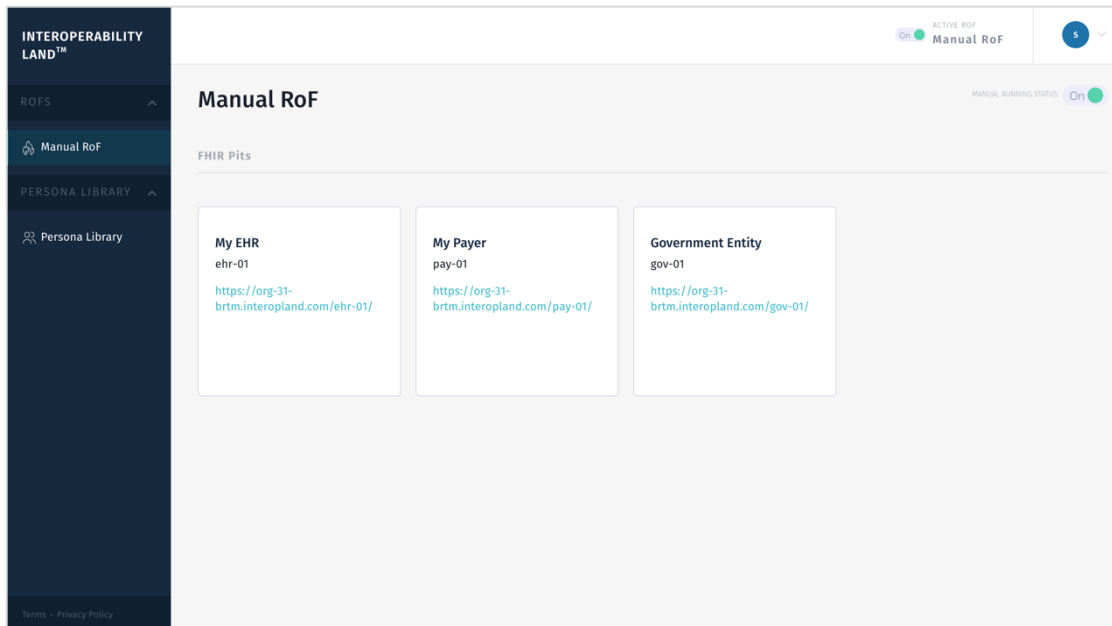 INTEROPERABILITY
LAND™
ROFS
Manual RoF
PERSONA LIBRARY
Persona Library
Terms • Privacy Policy
On
ACTIVE ROF
Manual RoF
S
Manual RoF
MANUAL RUNNING STATUS:
On
FHIR Pits
My EHR
ehr-01
https://org-31-
brtm.interopland.com/ehr-01/
My Payer
pay-01
https://org-31-
brtm.interopland.com/pay-01/
Government Entity
gov-01
https://org-31-
brtm.interopland.com/gov-01/